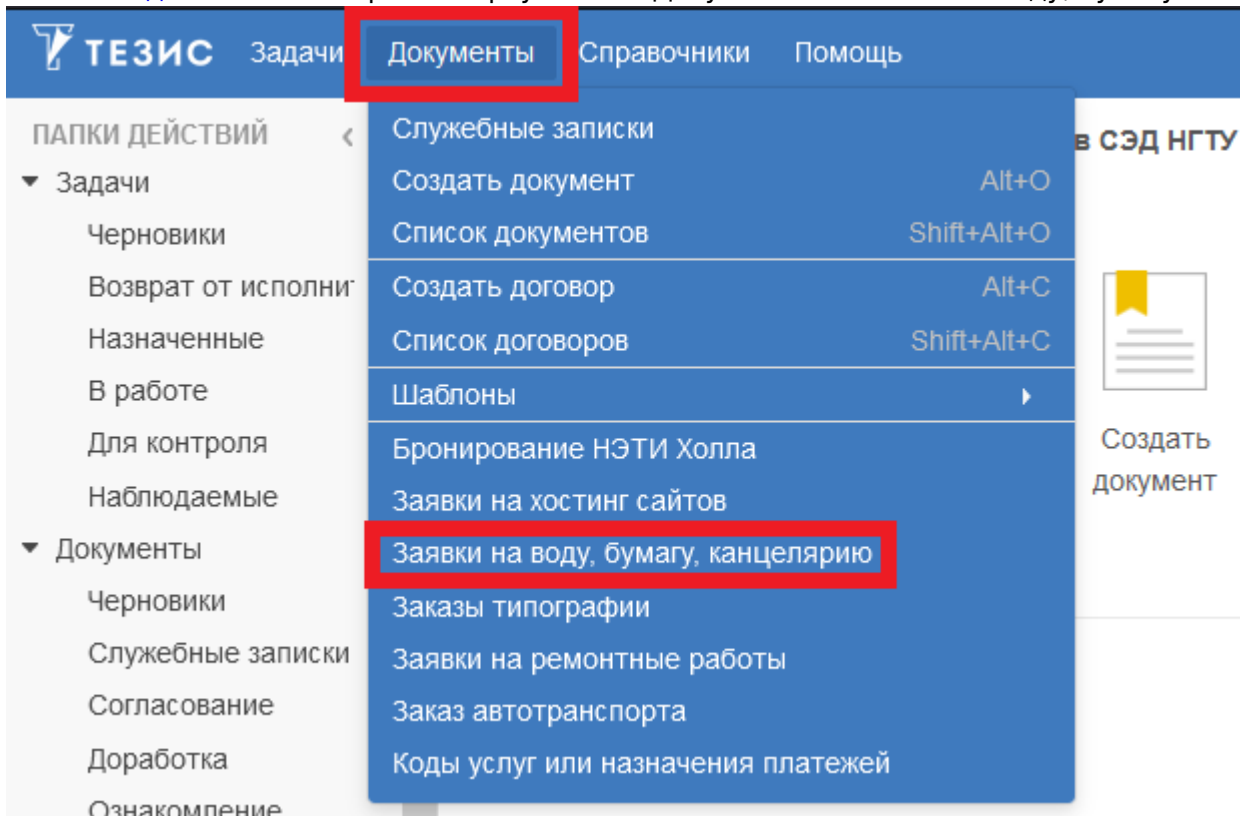 ТЕЗИС Задачи Документы Справочники Помощь
ПАПКИ ДЕЙСТВИЙ
Задачи
Черновики
Возврат от исполнит
Назначенные
В работе
Для контроля
Наблюдаемые
Документы
Черновики
Служебные записки
Согласование
Доработка
Ознакомление
Служебные записки
Создать документ Alt+O
Список документов Shift+Alt+O
Создать договор Alt+C
Список договоров Shift+Alt+C
Шаблоны
Бронирование НЭТИ Холла
Заявки на хостинг сайтов
Заявки на воду, бумагу, канцелярию
Заказы типографии
Заявки на ремонтные работы
Заказ автотранспорта
Коды услуг или назначения платежей
в СЭД НГТУ
Создать
документ